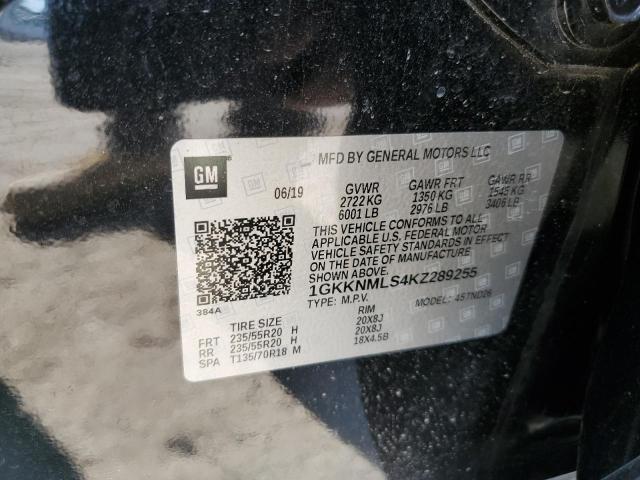 GM
MFD BY GENERAL MOTORS LLC
06/19 GVWR GAWR FRT GAWR RR
2722 KG 1350 KG 1545 KG
6001 LB 2976 LB 3406 LB
THIS VEHICLE CONFORMS TO ALL
APPLICABLE U.S. FEDERAL MOTOR
VEHICLE SAFETY STANDARDS IN EFFECT
ON THE DATE OF MANUFACTURE
SHOWN ABOVE.
1GKKNMLS4KZ289255
TYPE: M.P.V. MODEL: 4STND26
384A
TIRE SIZE RIM
FRT 235/55R20 H 20X8J
RR 235/55R20 H 20X8J
SPA T135/70R18 M 18X4.5B